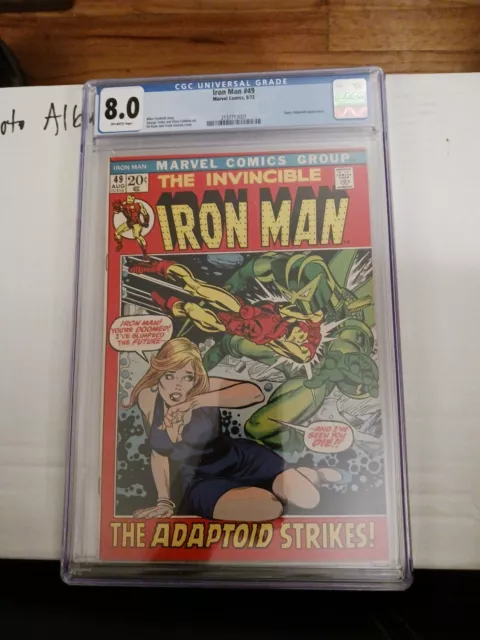 oto Alb
CGC UNIVERSAL GRADE
8.0
Iron Man #49
Marvel Comics, 8/72
IRON MAN
MARVEL COMICS GROUP
49
AUG
20¢
THE INVINCIBLE
IRON MAN
IRON MAN!
YOU'RE DOOMED!
I'VE GLIMPSED
THE FUTURE--
--AND I'VE
SEEN YOU
DIE!!
THE ADAPTOID STRIKES!